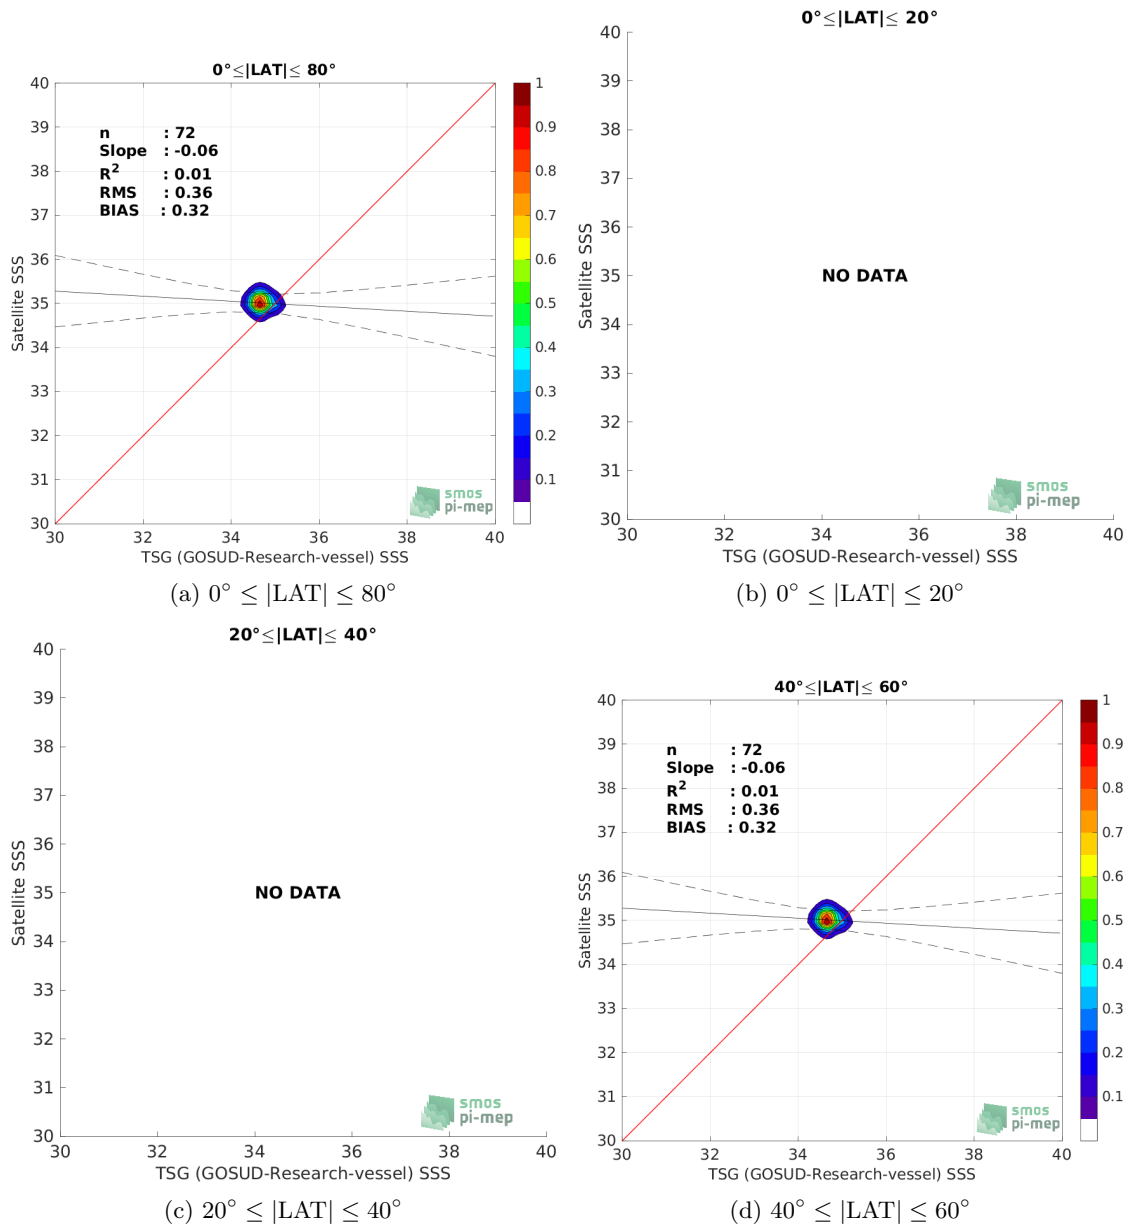 0°≤|LAT|≤ 80°
40
39
38
37
36
35
34
33
32
31
30
n : 72
Slope : -0.06
R² : 0.01
RMS : 0.36
BIAS : 0.32
Satellite SSS
30 32 34 36 38 40
TSG (GOSUD-Research-vessel) SSS
1
0.9
0.8
0.7
0.6
0.5
0.4
0.3
0.2
0.1
smos
pi-mep
(a) 0° ≤ |LAT| ≤ 80°
0°≤|LAT|≤ 20°
40
39
38
37
36
35
34
33
32
31
30
Satellite SSS
NO DATA
smos
pi-mep
30 32 34 36 38 40
TSG (GOSUD-Research-vessel) SSS
(b) 0° ≤ |LAT| ≤ 20°
20°≤|LAT|≤ 40°
40
39
38
37
36
35
34
33
32
31
30
Satellite SSS
NO DATA
smos
pi-mep
30 32 34 36 38 40
TSG (GOSUD-Research-vessel) SSS
(c) 20° ≤ |LAT| ≤ 40°
40°≤|LAT|≤ 60°
40
39
38
37
36
35
34
33
32
31
30
n : 72
Slope : -0.06
R² : 0.01
RMS : 0.36
BIAS : 0.32
Satellite SSS
30 32 34 36 38 40
TSG (GOSUD-Research-vessel) SSS
1
0.9
0.8
0.7
0.6
0.5
0.4
0.3
0.2
0.1
smos
pi-mep
(d) 40° ≤ |LAT| ≤ 60°